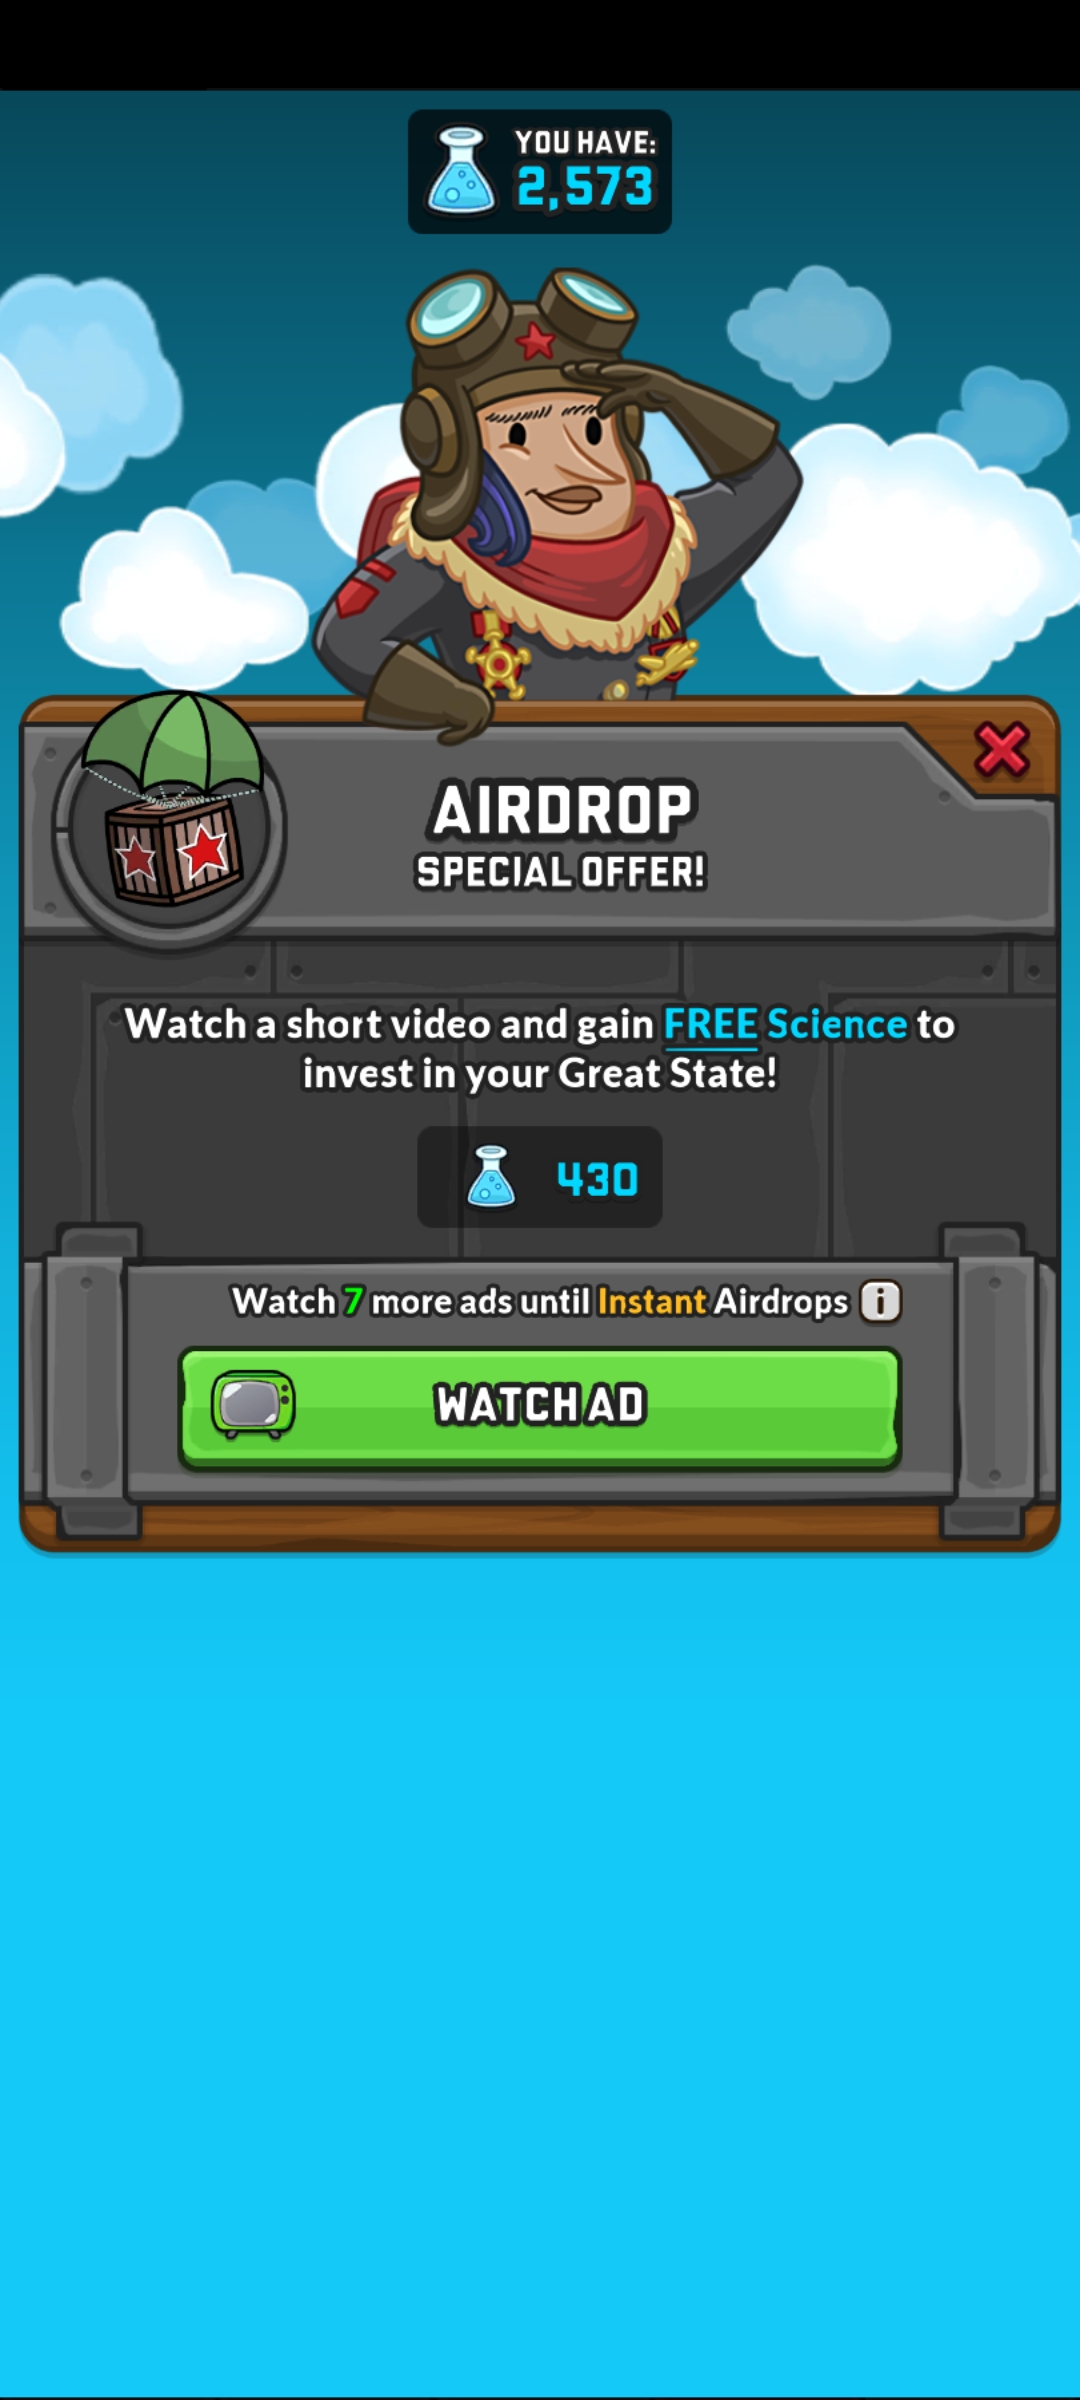 YOU HAVE:
2,573
AIRDROP
SPECIAL OFFER!
Watch a short video and gain FREE Science to
invest in your Great State!
430
Watch 7 more ads until Instant Airdrops i
WATCH AD